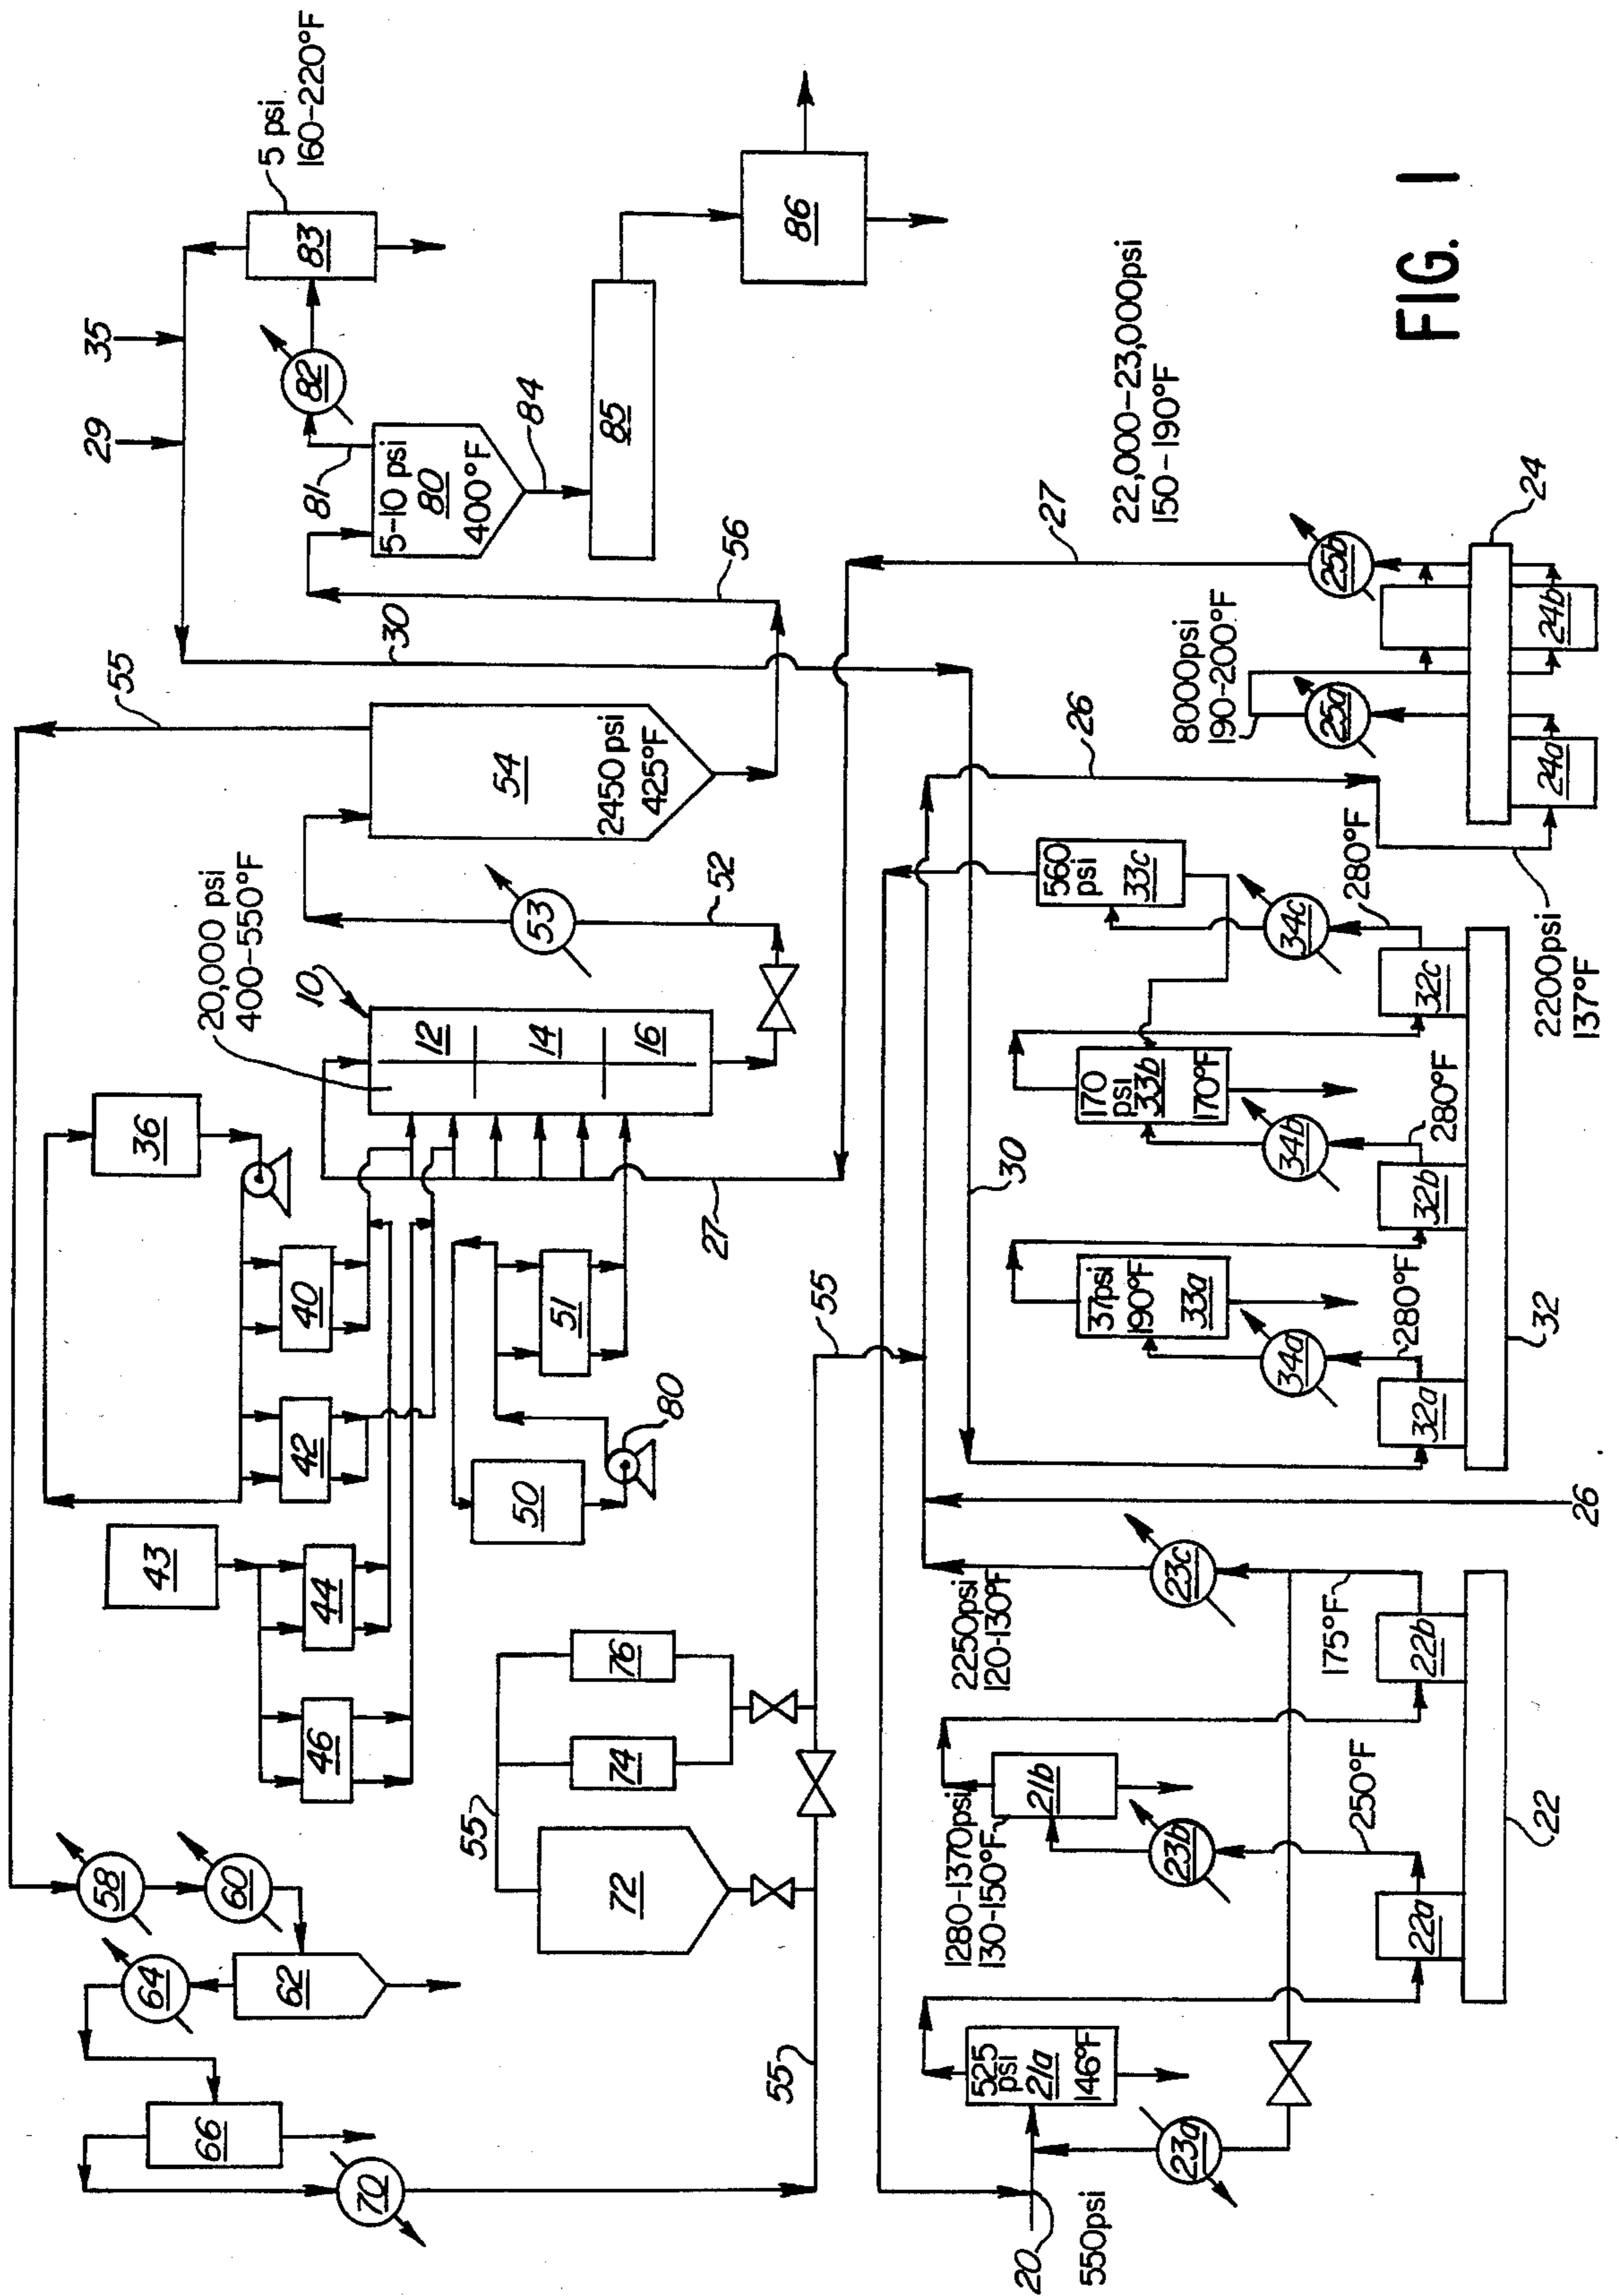 35
29
5 psi
160-220°F
83
82
81
5-10 psi
80
400°F
84
85
86
30
56
55
54
2450 psi
425°F
53
52
20,000 psi
400-550°F
10
12
14
16
36
40
42
43
44
46
50
51
80
27
58
60
62
64
66
70
72
74
76
55
55
55
22,000-23,000psi
150-190°F
27
25b
24
24b
8000psi
190-200°F
25a
24a
26
2200psi
137°F
560
psi
33c
34c
280°F
32c
170
psi
33b
170°F
34b
280°F
32b
30
37psi
190°F
33a
34a
280°F
32a
32
26
2250psi
120-130°F
23c
175°F
22b
1280-1370psi
130-150°F
21b
23b
250°F
22a
22
525
psi
21a
146°F
23a
20
550psi
FIG. 1